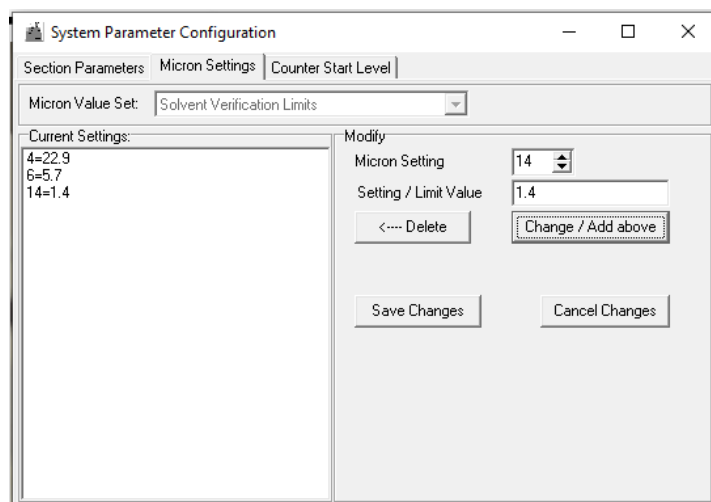 System Parameter Configuration
Section Parameters Micron Settings Counter Start Level
Micron Value Set: Solvent Verification Limits
Current Settings:
4=22.9
6=5.7
14=1.4
Modify
Micron Setting 14
Setting / Limit Value 1.4
<---- Delete Change / Add above
Save Changes Cancel Changes